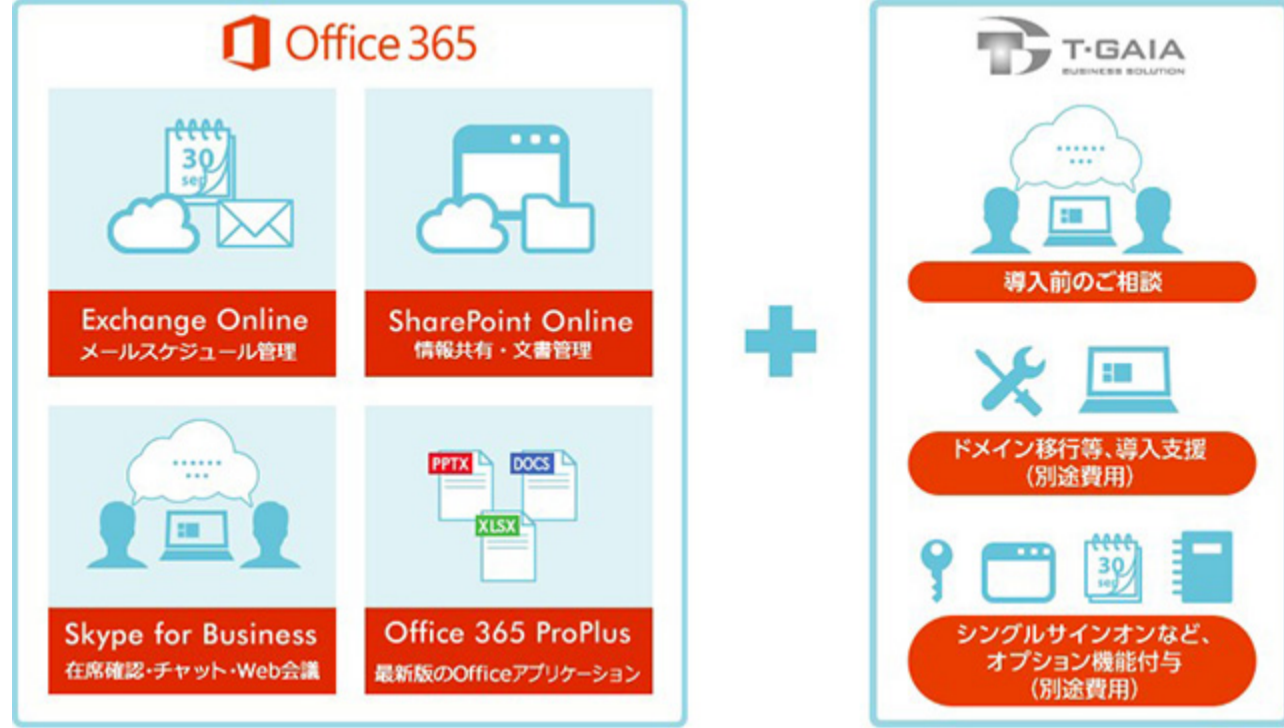 Office 365
30
sep
Exchange Online
メールスケジュール管理
SharePoint Online
情報共有・文書管理
Skype for Business
在席確認・チャット・Web会議
PPTX
DOCS
XLSX
Office 365 ProPlus
最新版のOfficeアプリケーション
T・GAIA
BUSINESS SOLUTION
導入前のご相談
ドメイン移行等、導入支援
(別途費用)
30
sep
シングルサインオンなど、
オプション機能付与
(別途費用)